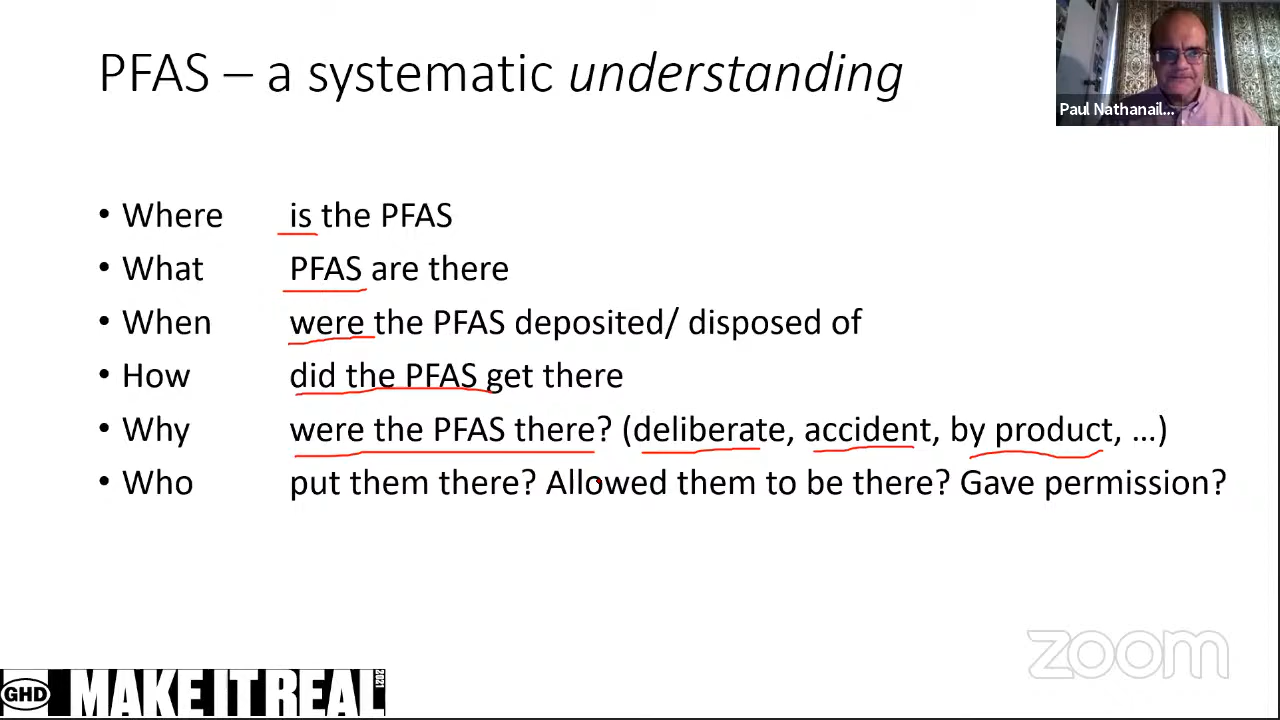 PFAS – a systematic understanding
Paul Nathanail...
• Where is the PFAS
• What PFAS are there
• When were the PFAS deposited/ disposed of
• How did the PFAS get there
• Why were the PFAS there? (deliberate, accident, by product, …)
• Who put them there? Allowed them to be there? Gave permission?
zoom
GHD MAKE IT REAL 2021